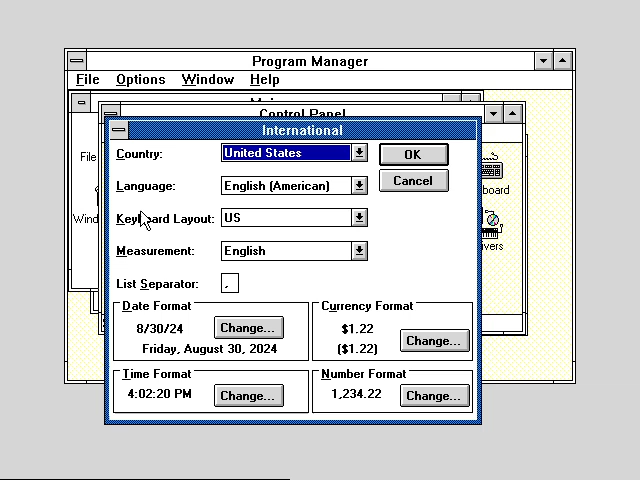 Program Manager
File Options Window Help
Control Panel
International
Country: United States OK
Language: English (American) Cancel
Keyboard Layout: US
Measurement: English
List Separator: ,
Date Format
8/30/24 Change...
Friday, August 30, 2024
Currency Format
$1.22
($1.22) Change...
Time Format
4:02:20 PM Change...
Number Format
1,234.22 Change...
File
Wind
board
vers